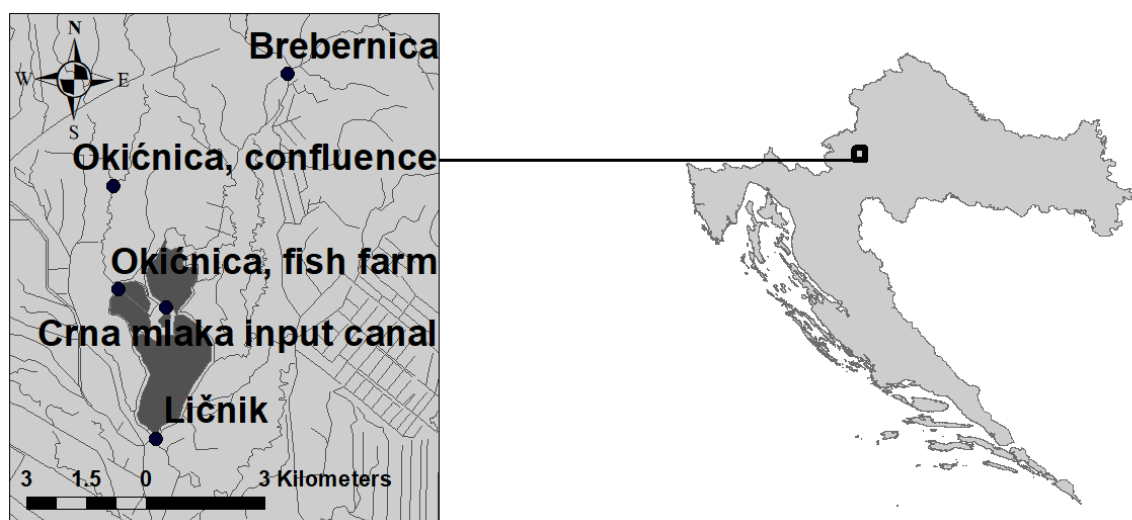 N
Brebernica
W E
S
Okićnica, confluence
Okićnica, fish farm
Crna mlaka input canal
Ličnik
3 1.5 0 3 Kilometers